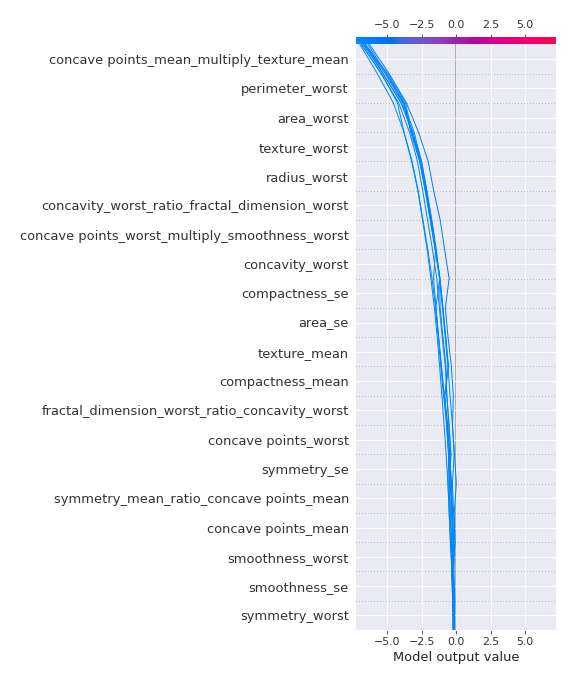 −5.0 −2.5 0.0 2.5 5.0
concave points_mean_multiply_texture_mean
perimeter_worst
area_worst
texture_worst
radius_worst
concavity_worst_ratio_fractal_dimension_worst
concave points_worst_multiply_smoothness_worst
concavity_worst
compactness_se
area_se
texture_mean
compactness_mean
fractal_dimension_worst_ratio_concavity_worst
concave points_worst
symmetry_se
symmetry_mean_ratio_concave points_mean
concave points_mean
smoothness_worst
smoothness_se
symmetry_worst
−5.0 −2.5 0.0 2.5 5.0
Model output value